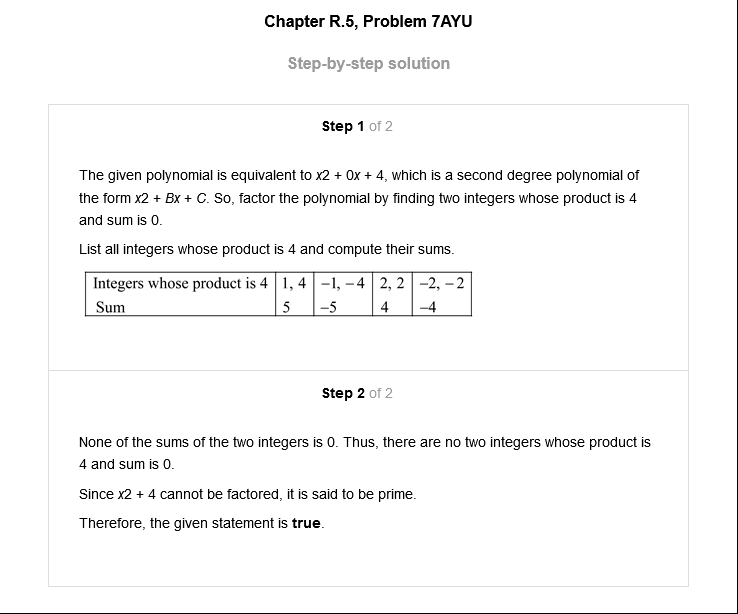 Chapter R.5, Problem 7AYU
Step-by-step solution
Step 1 of 2
The given polynomial is equivalent to x2 + 0x + 4, which is a second degree polynomial of
the form x2 + Bx + C. So, factor the polynomial by finding two integers whose product is 4
and sum is 0.
List all integers whose product is 4 and compute their sums.
Integers whose product is 4 1, 4 −1, −4 2, 2 −2, −2
Sum 5 −5 4 −4
Step 2 of 2
None of the sums of the two integers is 0. Thus, there are no two integers whose product is
4 and sum is 0.
Since x2 + 4 cannot be factored, it is said to be prime.
Therefore, the given statement is true.